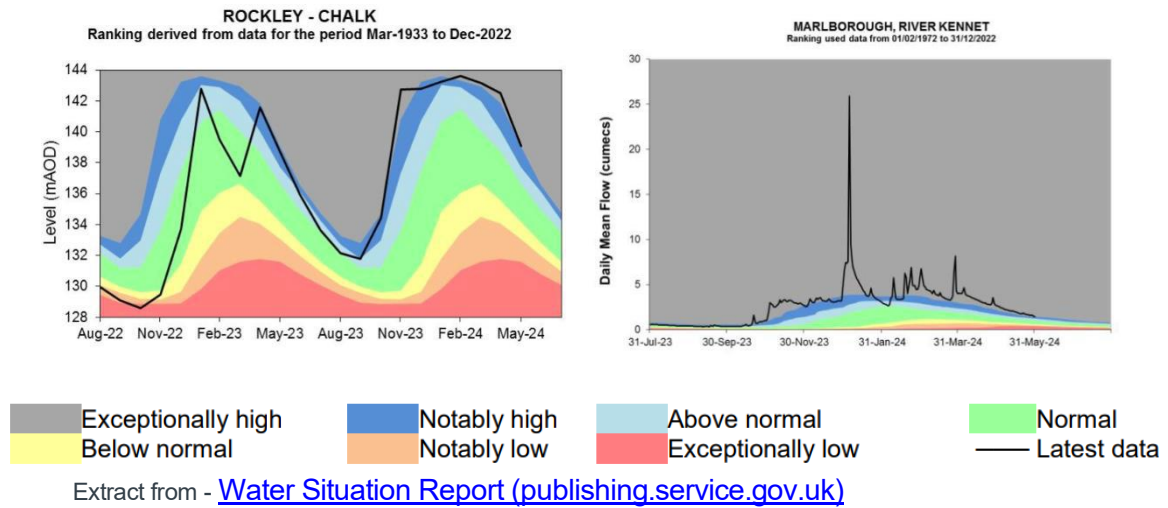 ROCKLEY - CHALK
Ranking derived from data for the period Mar-1933 to Dec-2022
144
142
140
138
136
134
132
130
128
Level (mAOD)
Aug-22 Nov-22 Feb-23 May-23 Aug-23 Nov-23 Feb-24 May-24
MARLBOROUGH, RIVER KENNET
Ranking used data from 01/02/1972 to 31/12/2022
30
25
20
15
10
5
0
Daily Mean Flow (cumecs)
31-Jul-23 30-Sep-23 30-Nov-23 31-Jan-24 31-Mar-24 31-May-24
Exceptionally high Notably high Above normal Normal
Below normal Notably low Exceptionally low Latest data
Extract from - Water Situation Report (publishing.service.gov.uk)